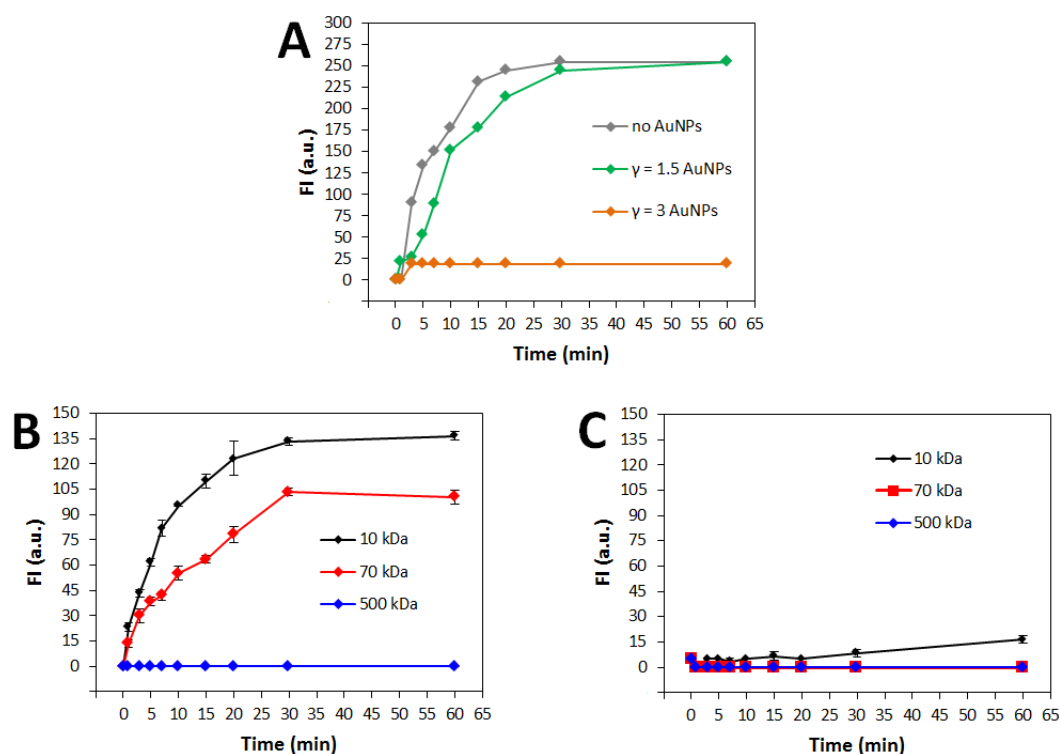 A
300
275
250
225
200
175
150
125
100
75
50
25
0
FI (a.u.)
no AuNPs
γ = 1.5 AuNPs
γ = 3 AuNPs
0 5 10 15 20 25 30 35 40 45 50 55 60 65
Time (min)
B
150
135
120
105
90
75
60
45
30
15
0
FI (a.u.)
10 kDa
70 kDa
500 kDa
0 5 10 15 20 25 30 35 40 45 50 55 60 65
Time (min)
C
150
135
120
105
90
75
60
45
30
15
0
FI (a.u.)
10 kDa
70 kDa
500 kDa
0 5 10 15 20 25 30 35 40 45 50 55 60 65
Time (min)